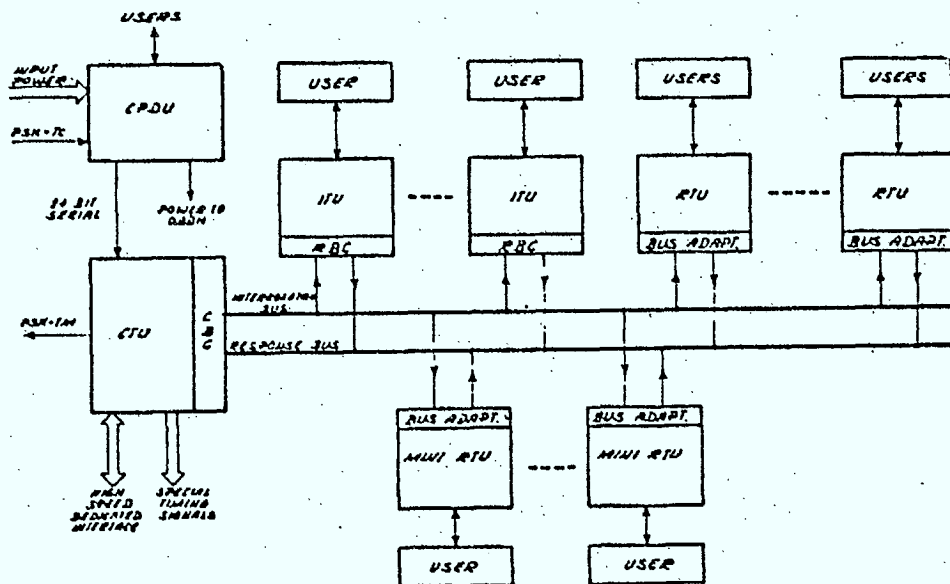 USERS
INPUT
POWER
CPDU
PSK-TC
24 BIT
SERIAL
POWER TO
USER
USER
USERS
USERS
ITU
ITU
RTU
RTU
RBC
RBC
BUS ADAPT.
BUS ADAPT.
INTERROGATION
BUS
CTU
C
B
C
PSK-TM
RESPONSE BUS
BUS ADAPT.
BUS ADAPT.
MINI RTU
MINI RTU
HIGH
SPEED
DEDICATED
INTERFACE
SPECIAL
TIMING
SIGNALS
USER
USER